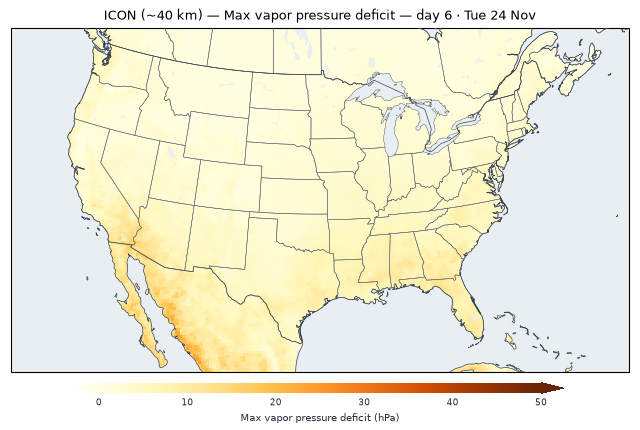 ICON (~40 km) — Max vapor pressure deficit — day 6 · Tue 24 Nov
0 10 20 30 40 50
Max vapor pressure deficit (hPa)